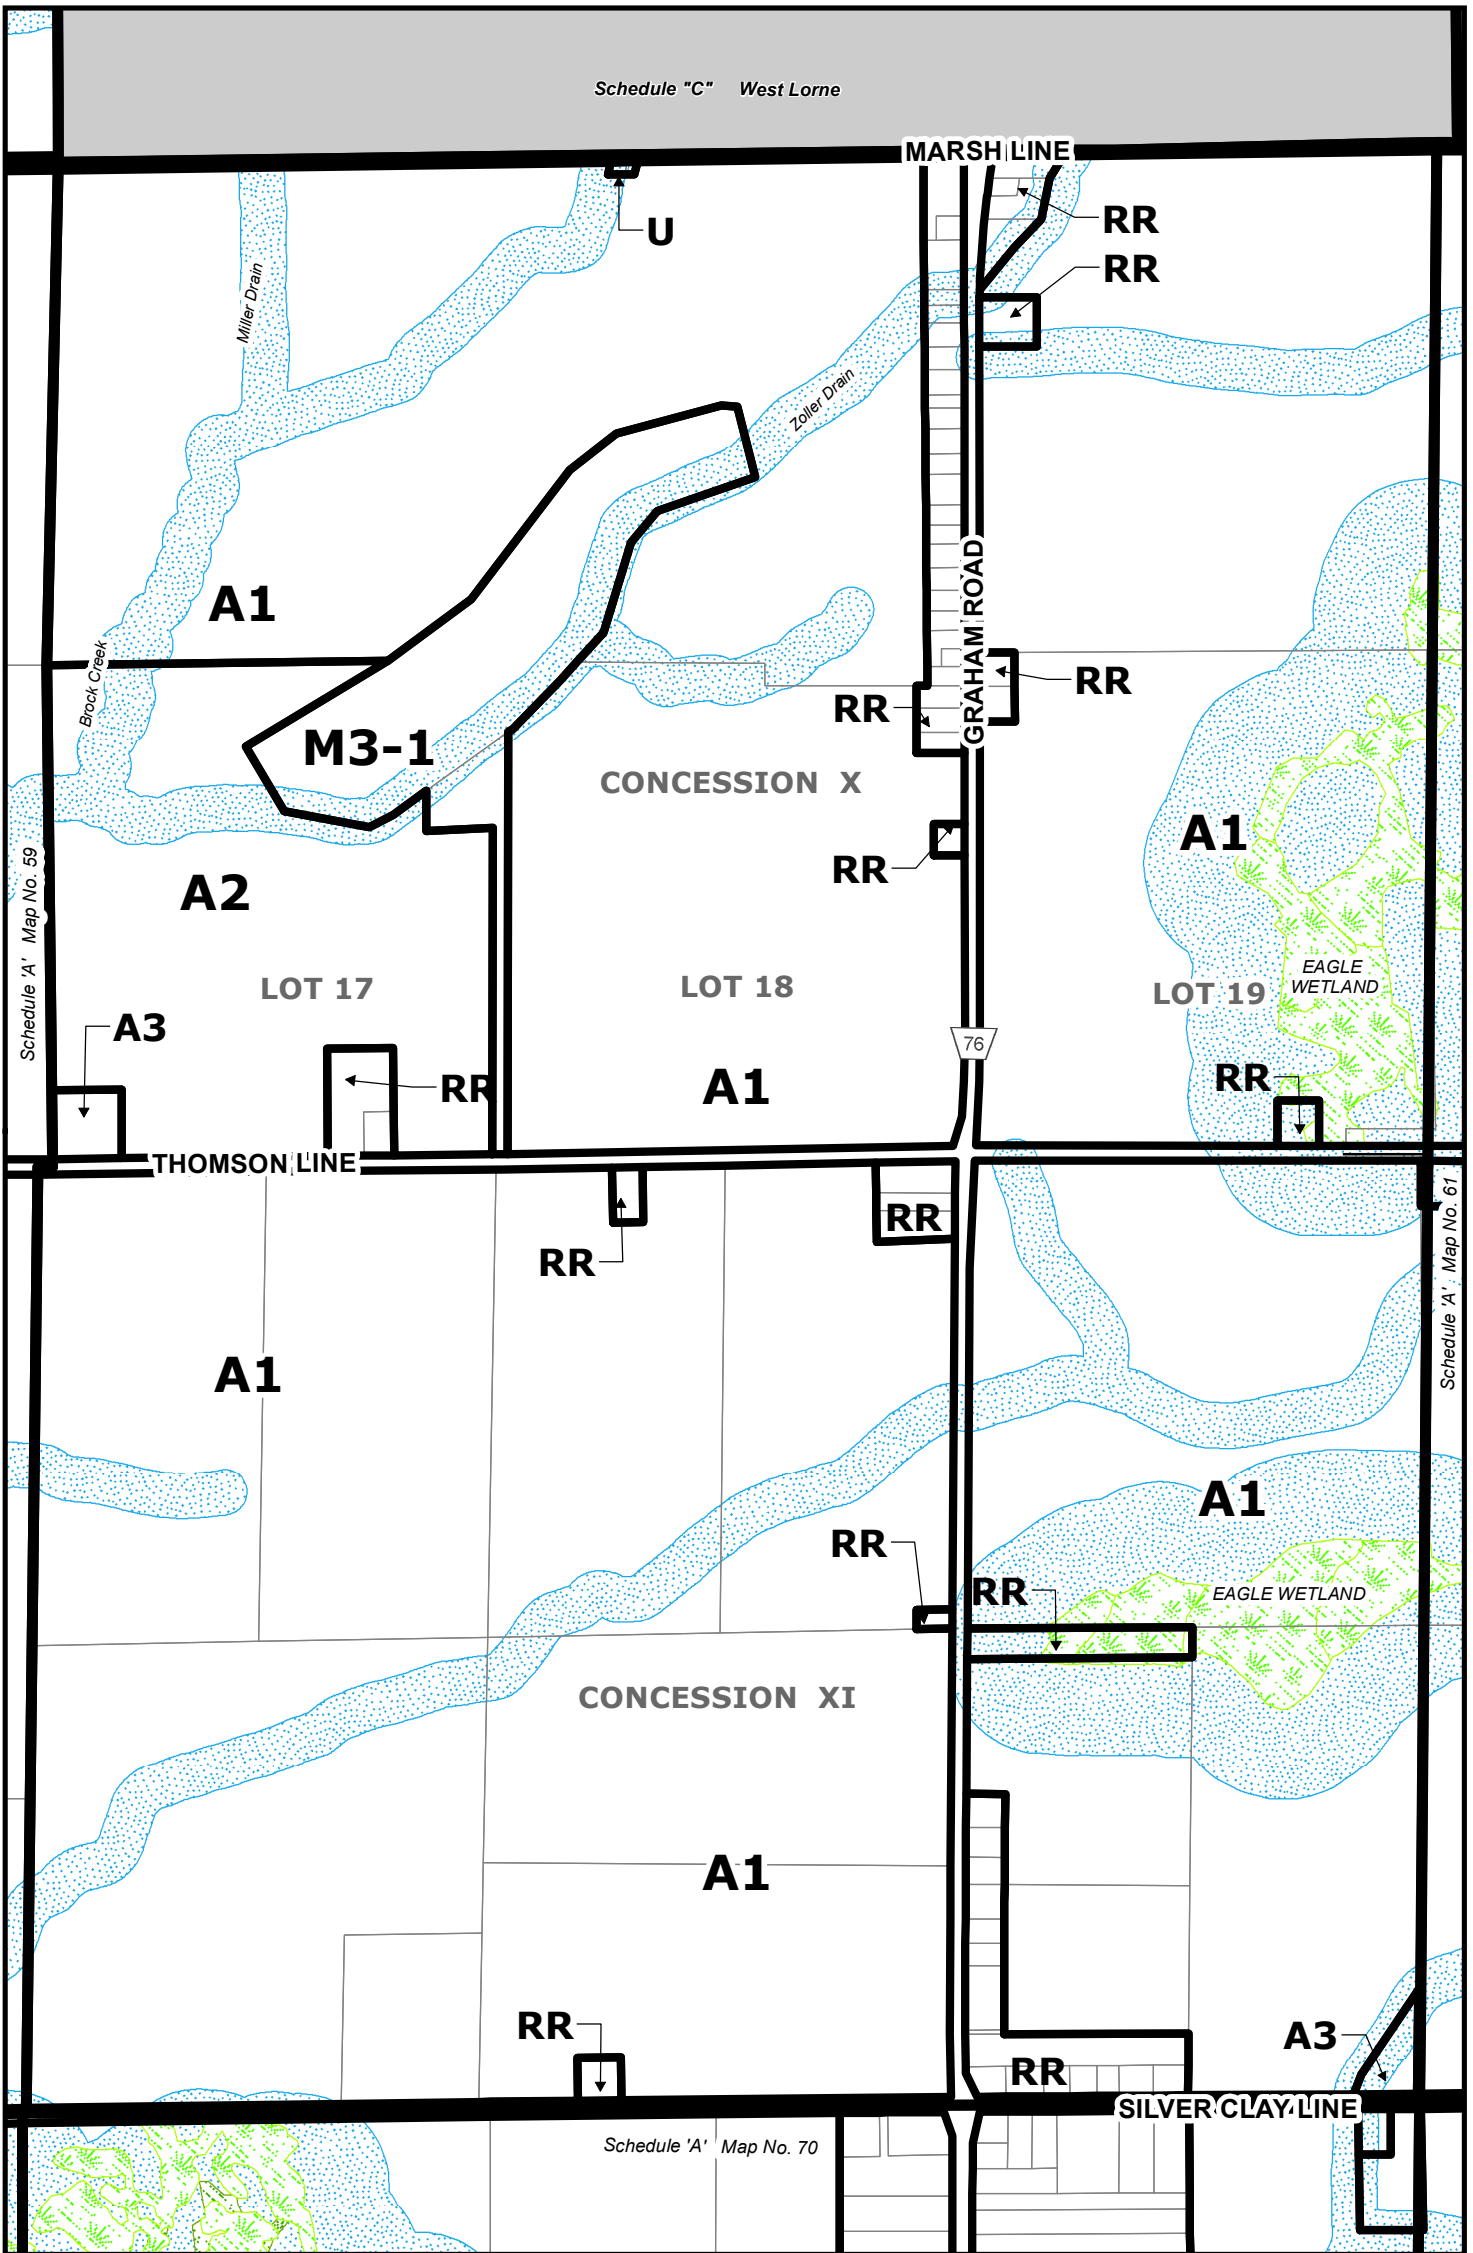 Schedule "C" West Lorne
MARSH LINE
RR
U
RR
Miller Drain
Zoller Drain
GRAHAM ROAD
A1
Brock Creek
RR
RR
M3-1
CONCESSION X
A1
RR
A2
Schedule 'A' Map No. 59
EAGLE
WETLAND
LOT 17
LOT 18
LOT 19
A3
76
RR
RR
A1
THOMSON LINE
RR
RR
Schedule 'A' Map No. 61
A1
A1
RR
RR
EAGLE WETLAND
CONCESSION XI
A1
RR
A3
RR
SILVER CLAY LINE
Schedule 'A' Map No. 70